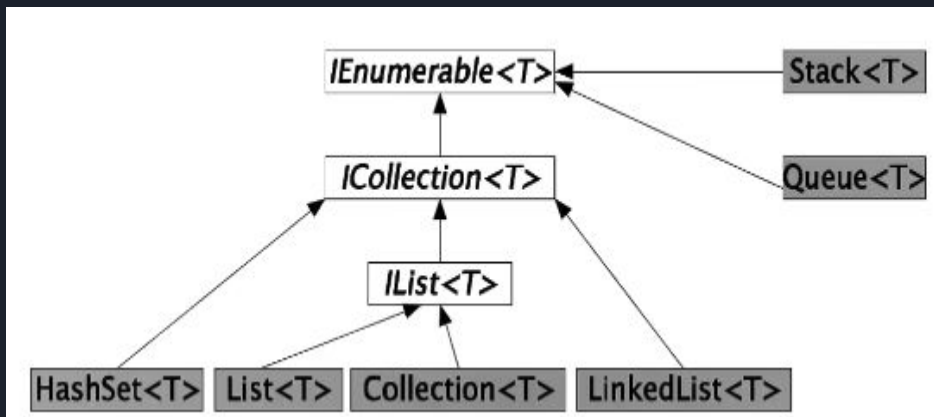 IEnumerable<T>
Stack<T>
ICollection<T>
Queue<T>
IList<T>
HashSet<T>
List<T>
Collection<T>
LinkedList<T>